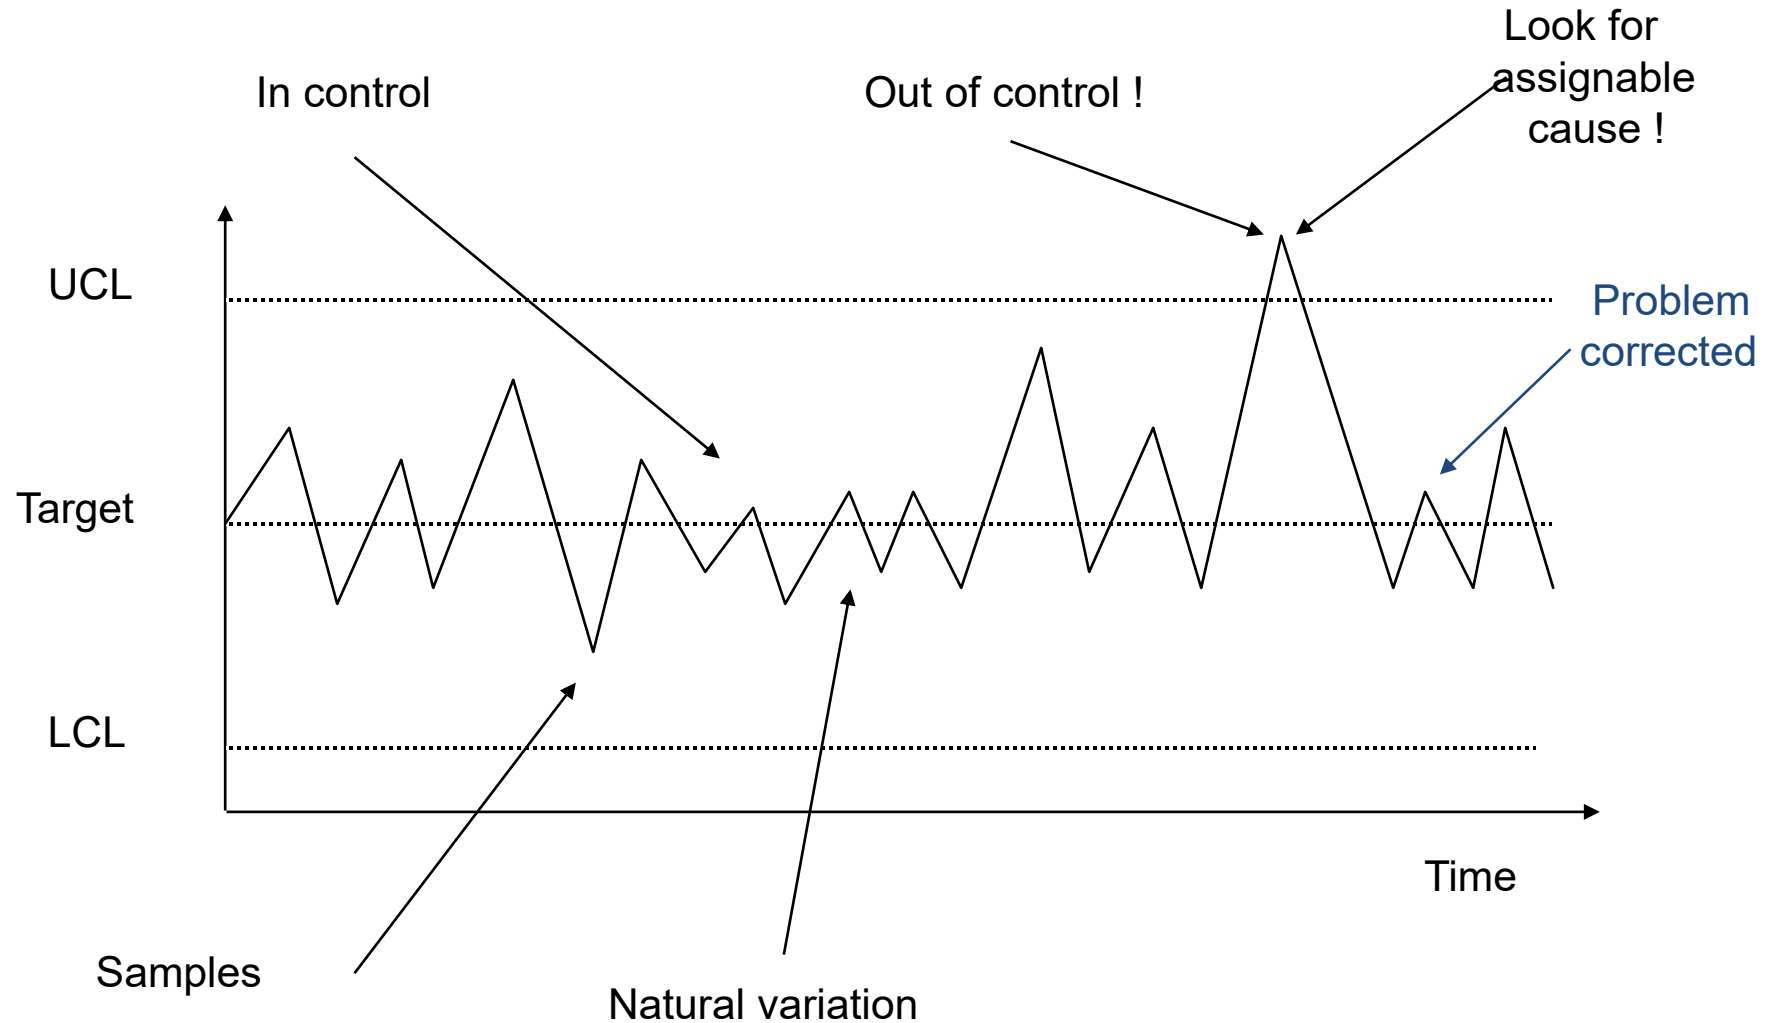 Look for
assignable
cause !
In control
Out of control !
UCL
Problem
corrected
Target
LCL
Time
Samples
Natural variation